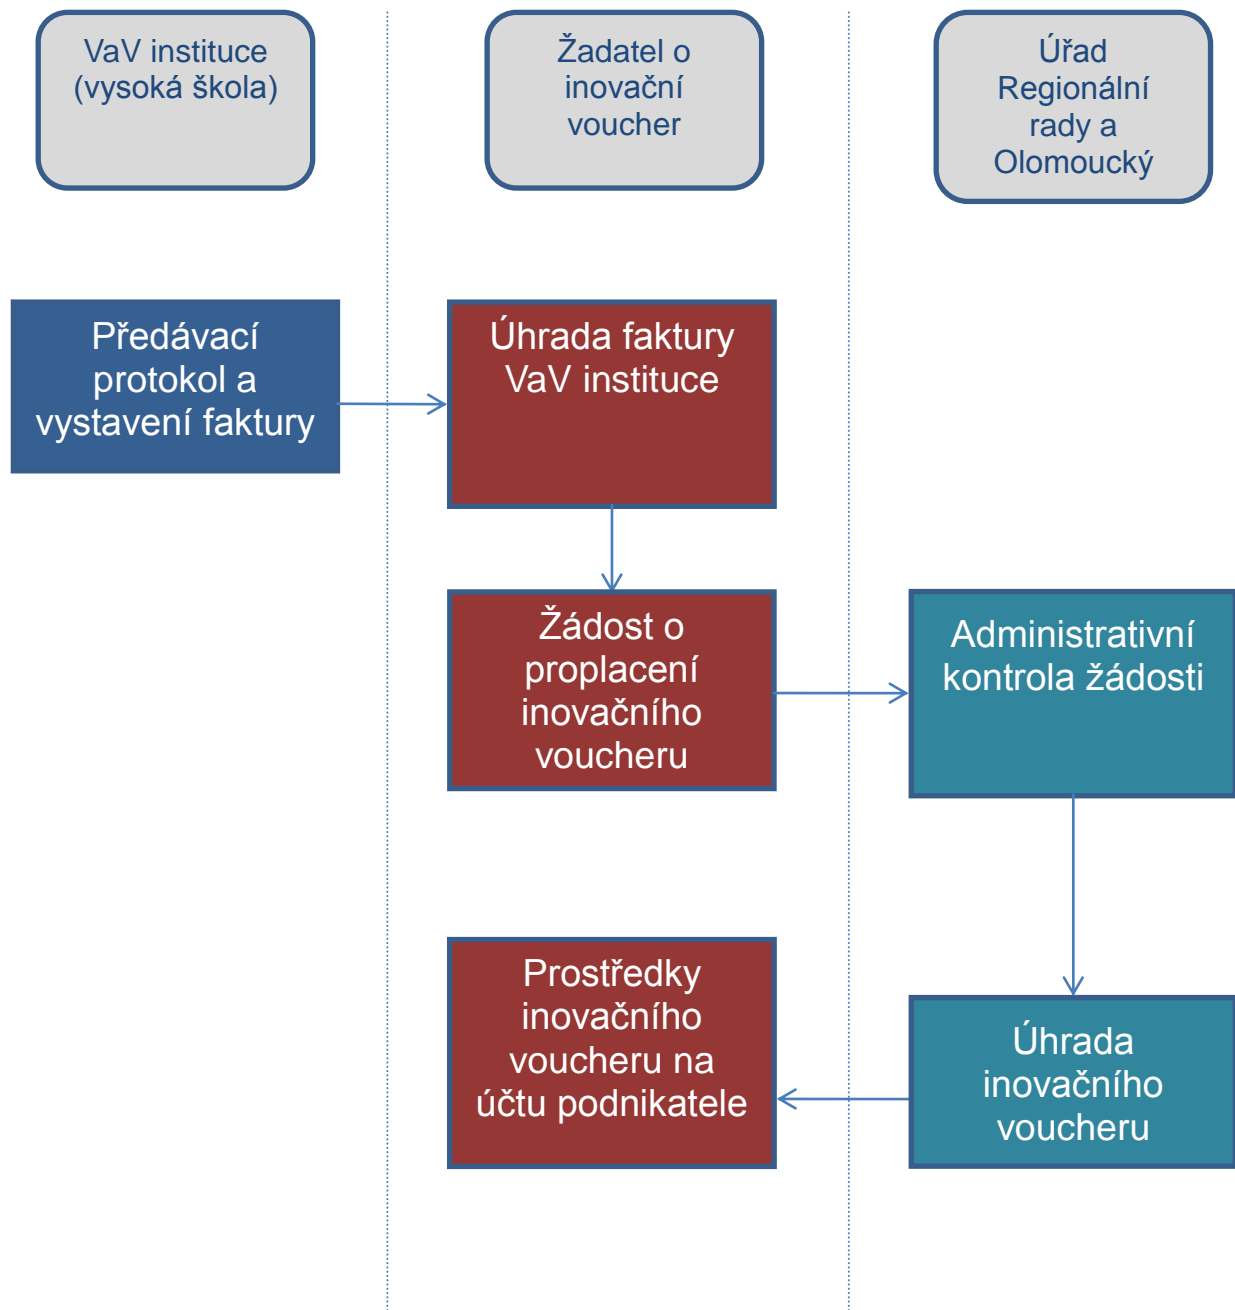 VaV instituce
(vysoká škola)
Žadatel o
inovační
voucher
Úřad
Regionální
rady a
Olomoucký
Předávací
protokol a
vystavení faktury
Úhrada faktury
VaV instituce
Žádost o
proplacení
inovačního
voucheru
Administrativní
kontrola žádosti
Prostředky
inovačního
voucheru na
účtu podnikatele
Úhrada
inovačního
voucheru